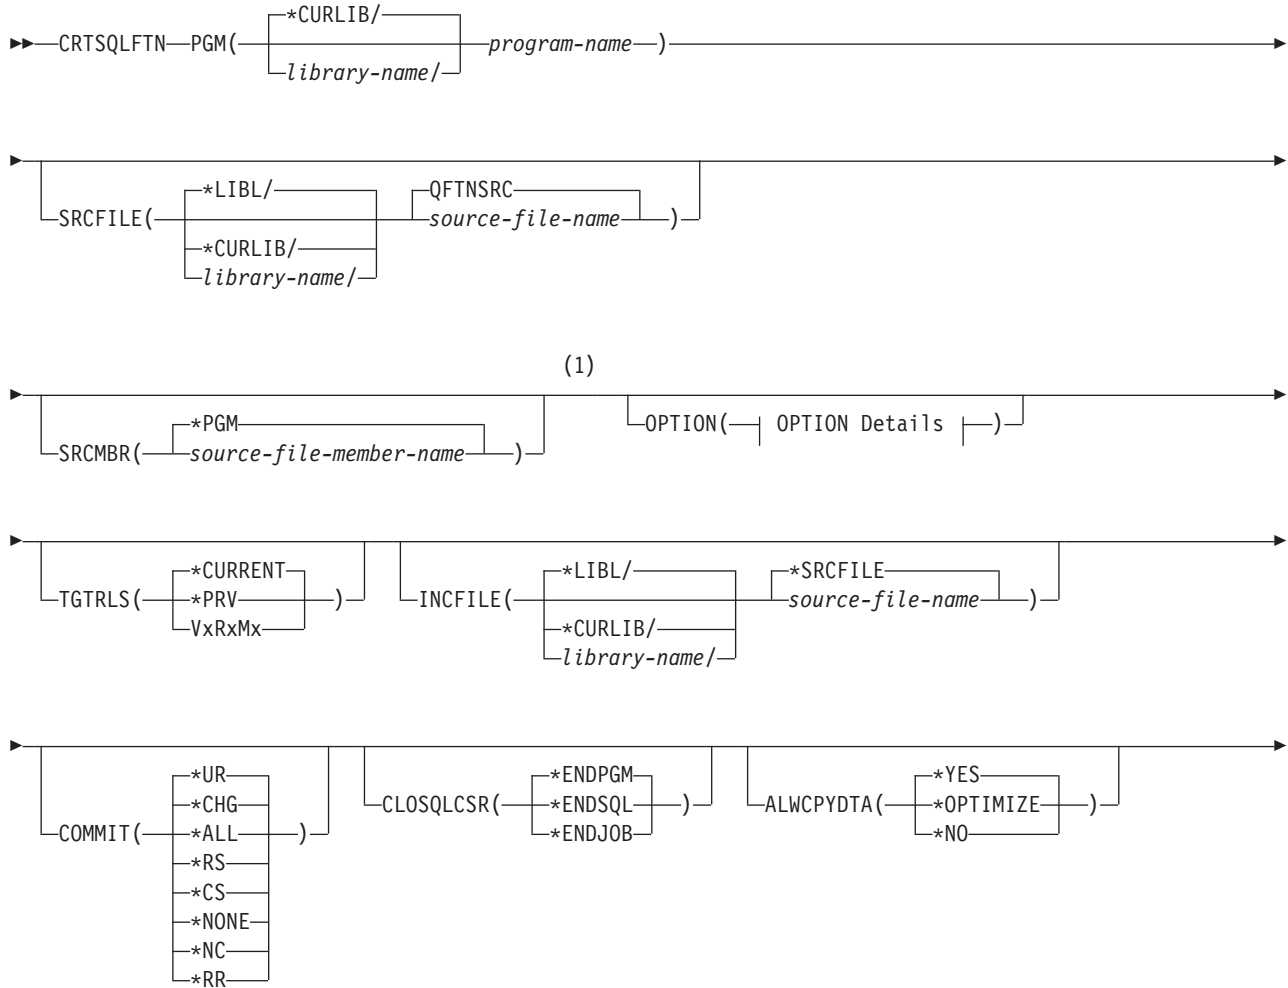 *CURLIB/
CRTSQLFTN PGM( program-name )
library-name/
*LIBL/ QFTNSRC
SRCFILE( source-file-name )
*CURLIB/
library-name/
(1)
*PGM
SRCMBR( source-file-member-name )
OPTION( OPTION Details )
*CURRENT
TGTRLS( *PRV )
VxRxMx
*LIBL/ *SRCFILE
INCFILE( source-file-name )
*CURLIB/
library-name/
*UR
*CHG
COMMIT( *ALL )
*RS
*CS
*NONE
*NC
*RR
*ENDPGM
CLOSQLCSR( *ENDSQL )
*ENDJOB
*YES
ALWCPYDTA( *OPTIMIZE )
*NO